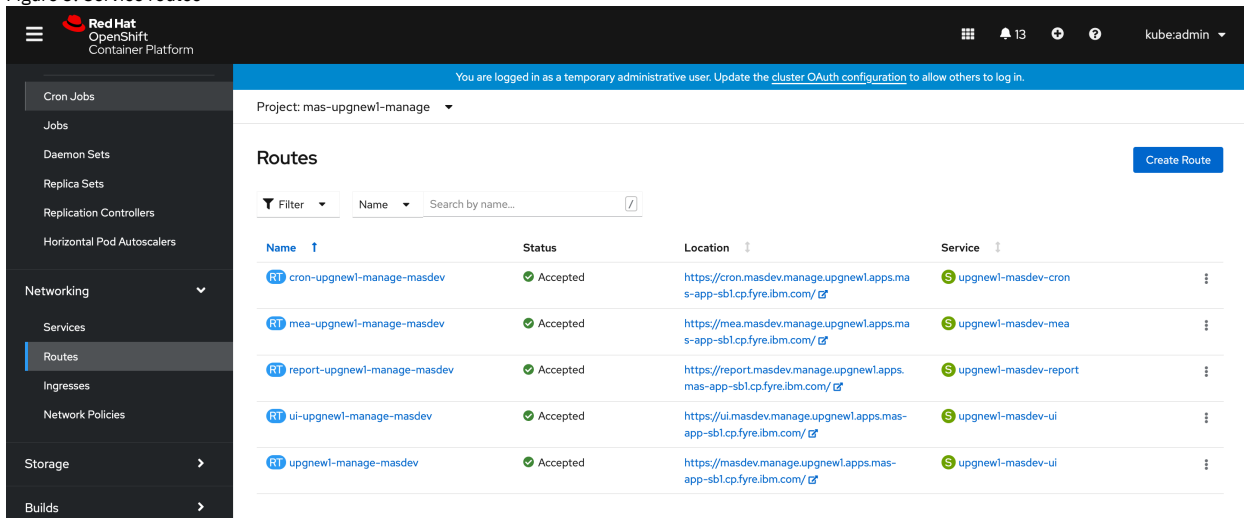 Service routes
Red Hat
OpenShift
Container Platform
13
kube:admin
You are logged in as a temporary administrative user. Update the cluster OAuth configuration to allow others to log in.
Cron Jobs
Jobs
Daemon Sets
Replica Sets
Replication Controllers
Horizontal Pod Autoscalers
Networking
Services
Routes
Ingresses
Network Policies
Storage
Builds
Project: mas-upgnew1-manage
Routes
Create Route
Filter Name Search by name... /
Name Status Location Service
RT cron-upgnew1-manage-masdev Accepted https://cron.masdev.manage.upgnew1.apps.ma S upgnew1-masdev-cron
s-app-sb1.cp.fyre.ibm.com/
RT mea-upgnew1-manage-masdev Accepted https://mea.masdev.manage.upgnew1.apps.ma S upgnew1-masdev-mea
s-app-sb1.cp.fyre.ibm.com/
RT report-upgnew1-manage-masdev Accepted https://report.masdev.manage.upgnew1.apps. S upgnew1-masdev-report
mas-app-sb1.cp.fyre.ibm.com/
RT ui-upgnew1-manage-masdev Accepted https://ui.masdev.manage.upgnew1.apps.mas- S upgnew1-masdev-ui
app-sb1.cp.fyre.ibm.com/
RT upgnew1-manage-masdev Accepted https://masdev.manage.upgnew1.apps.mas- S upgnew1-masdev-ui
app-sb1.cp.fyre.ibm.com/